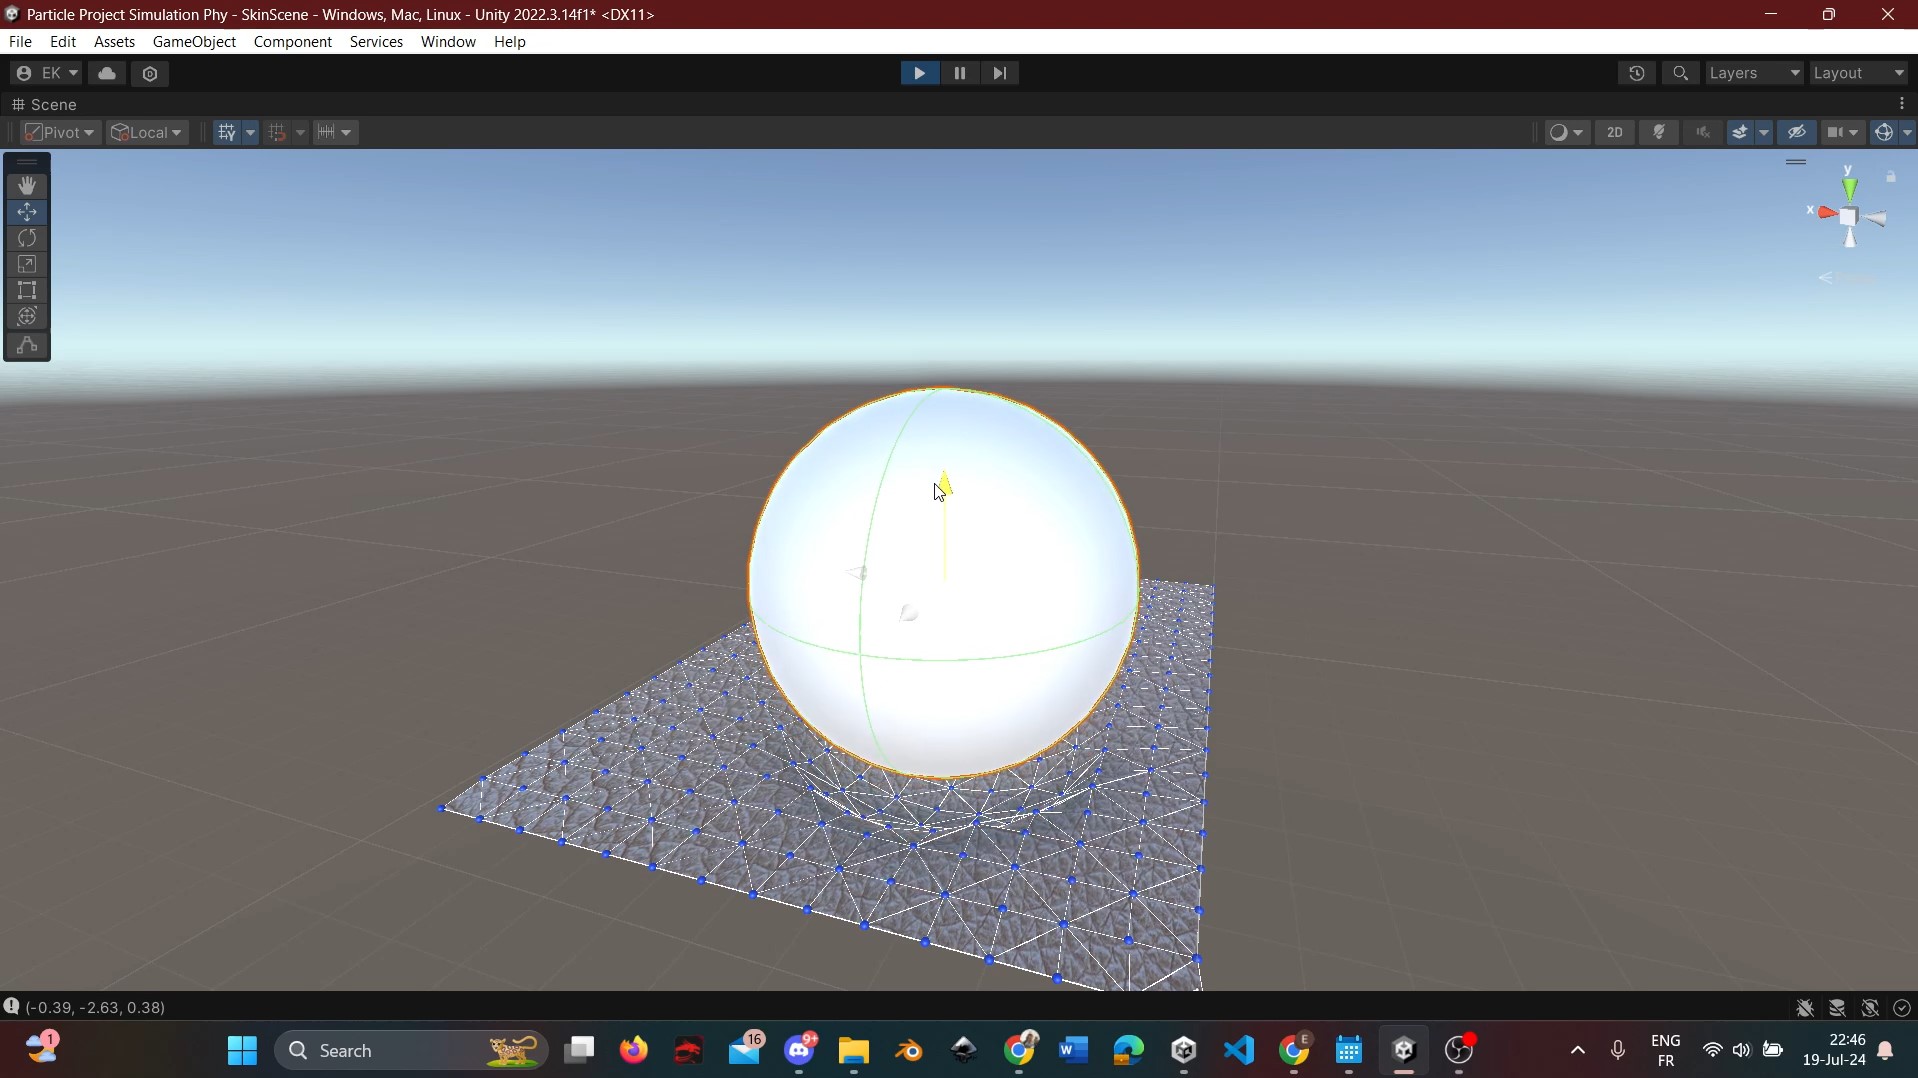 Particle Project Simulation Phy - SkinScene - Windows, Mac, Linux - Unity 2022.3.14f1* <DX11>
File Edit Assets GameObject Component Services Window Help
EK Layers Layout
Scene
Pivot Local 2D
y
x
(-0.39, -2.63, 0.38)
1 Search 16 9+ E ENG 22:46
FR 19-Jul-24